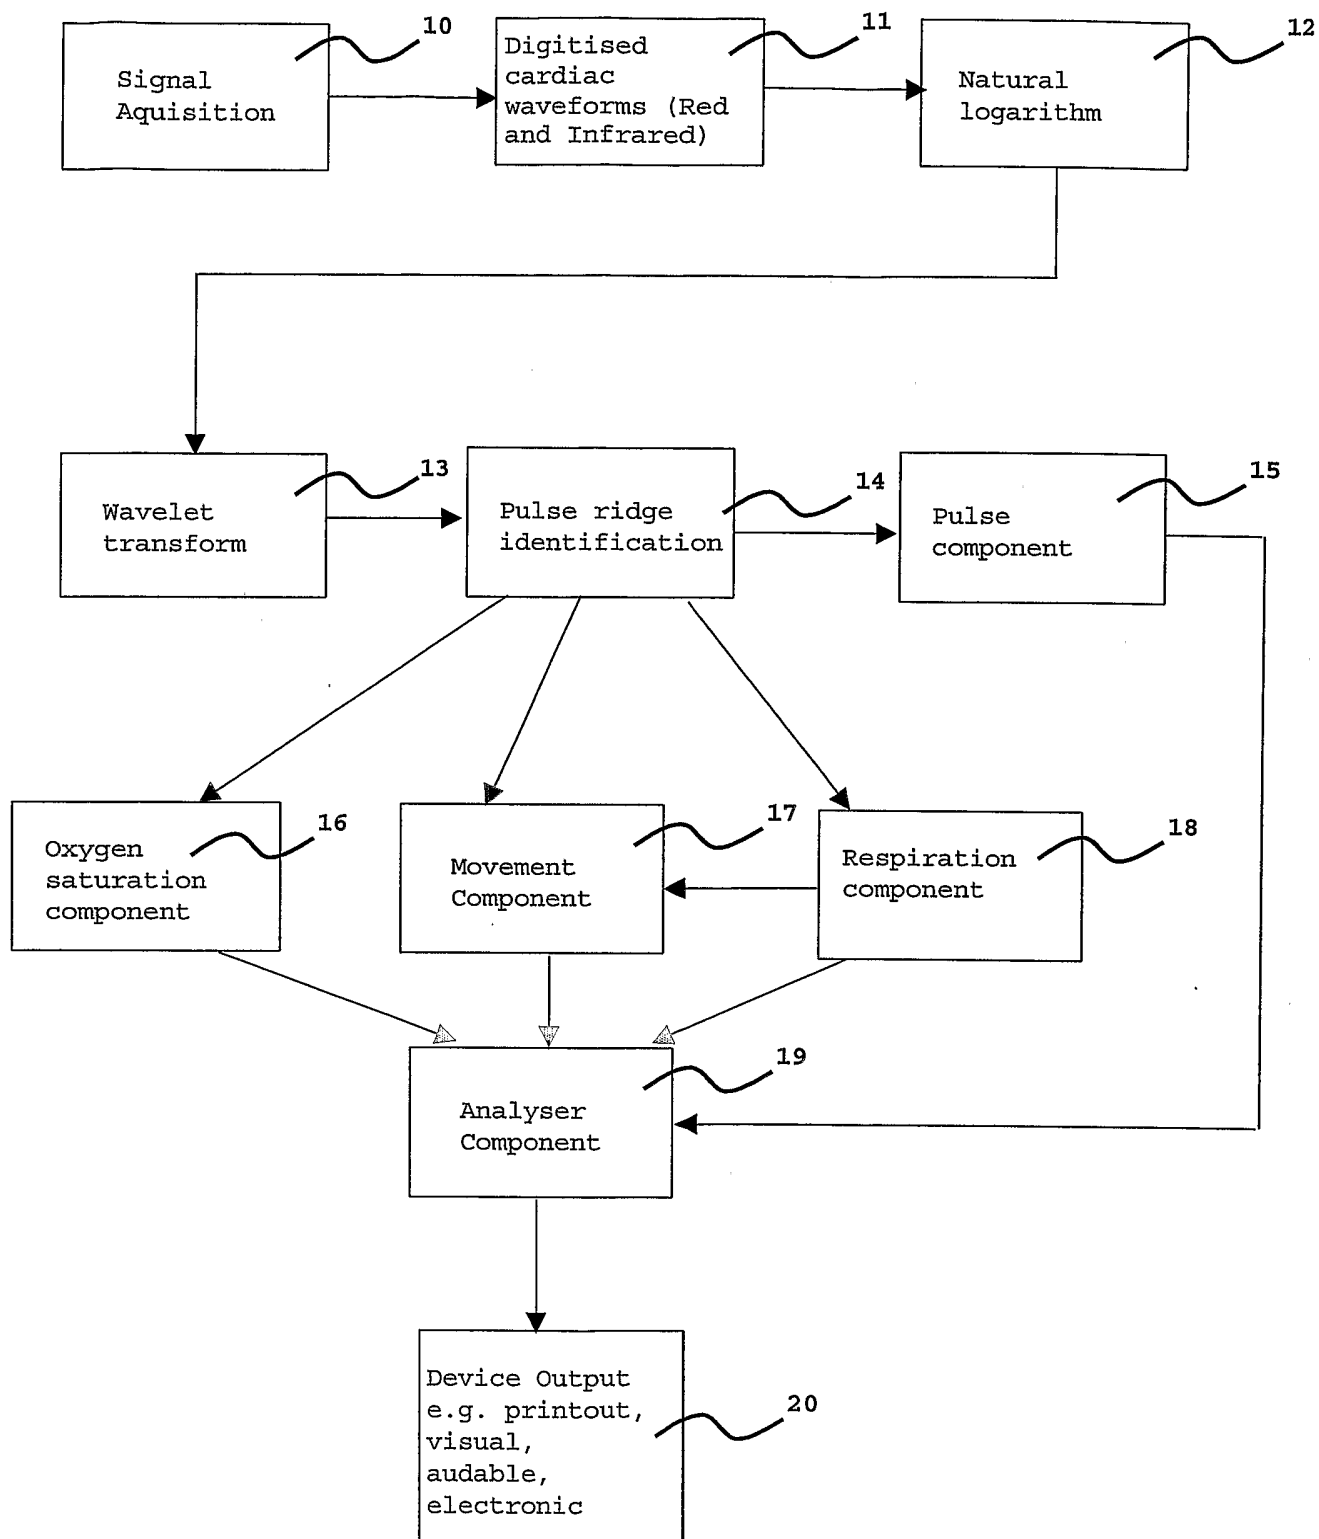 10
Signal
Aquisition
11
Digitised
cardiac
waveforms (Red
and Infrared)
12
Natural
logarithm
13
Wavelet
transform
14
Pulse ridge
identification
15
Pulse
component
16
Oxygen
saturation
component
17
Movement
Component
18
Respiration
component
19
Analyser
Component
20
Device Output
e.g. printout,
visual,
audable,
electronic